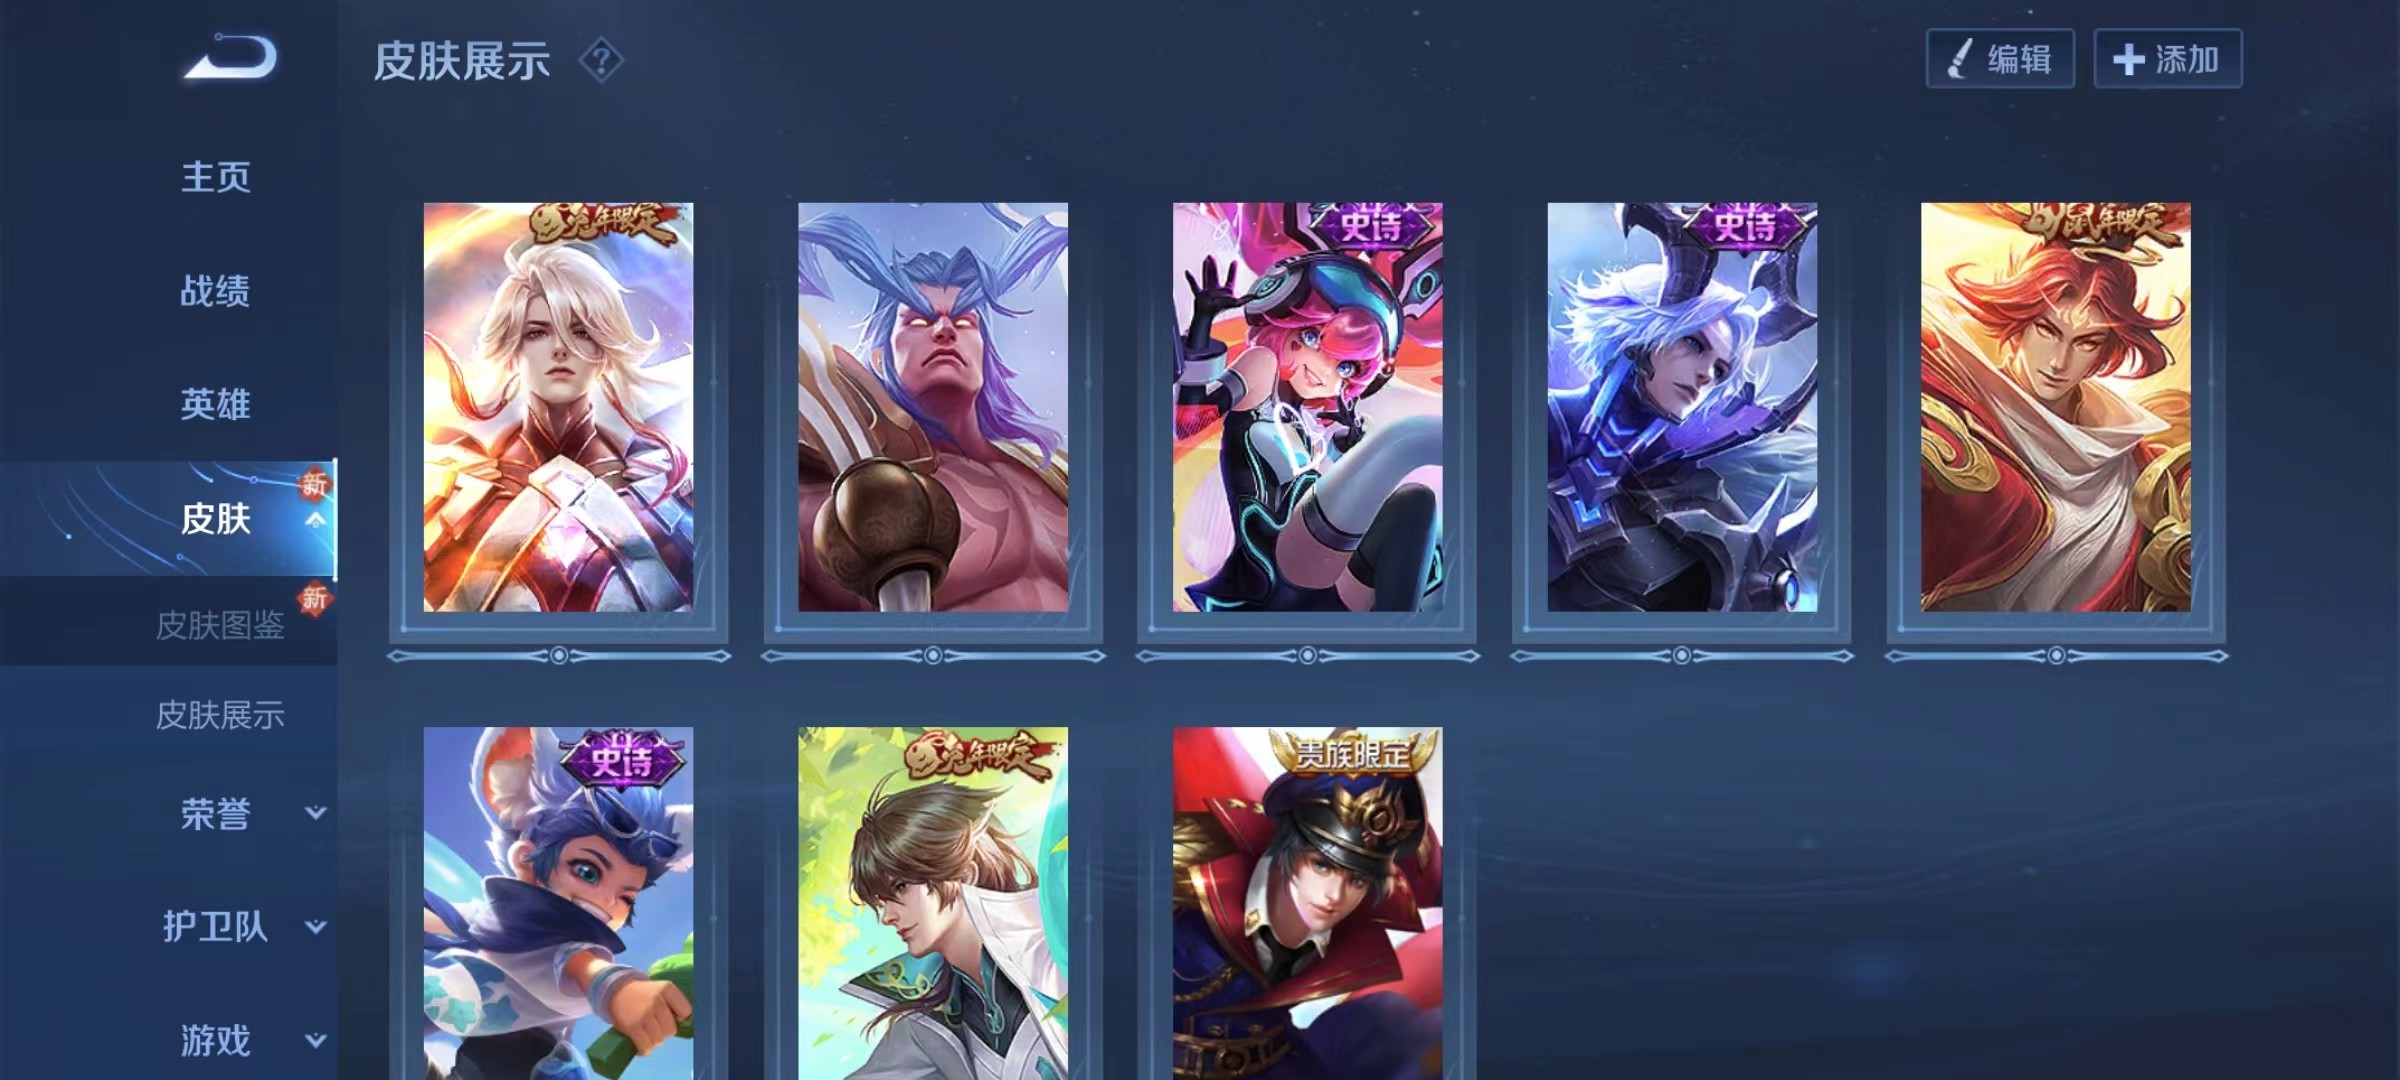 皮肤展示
?
编辑
添加
主页
战绩
英雄
皮肤
新
皮肤图鉴
新
皮肤展示
荣誉
护卫队
游戏
兔年限定
史诗
史诗
鼠年限定
史诗
兔年限定
贵族限定